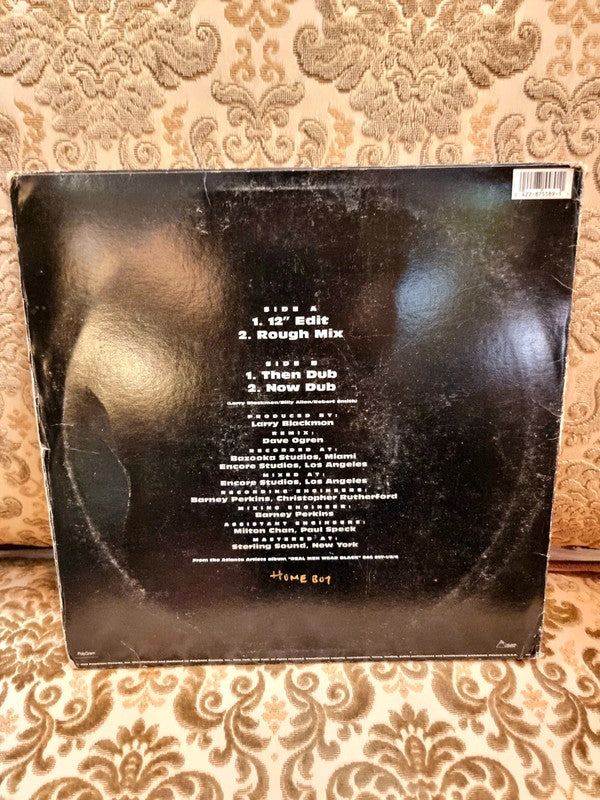 SIDE A
1. 12" Edit
2. Rough Mix
SIDE B
1. Then Dub
2. Now Dub
(Larry Blackmon/Billy Allen/Robert Smith)
PRODUCED BY:
Larry Blackmon
REMIX:
Dave Ogren
RECORDED AT:
Bazooka Studios, Miami
Encore Studios, Los Angeles
MIXED AT:
Encore Studios, Los Angeles
RECORDING ENGINEERS:
Barney Perkins, Christopher Rutherford
MIXING ENGINEER:
Barney Perkins
ASSISTANT ENGINEERS:
Milton Chan, Paul Speck
MASTERED AT:
Sterling Sound, New York
From the Atlanta Artists album "REAL MEN WEAR BLACK"
HOME BOY
PolyGram